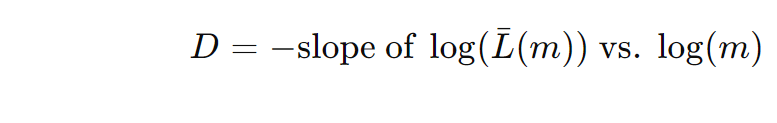 D = −slope of log(L̄(m)) vs. log(m)